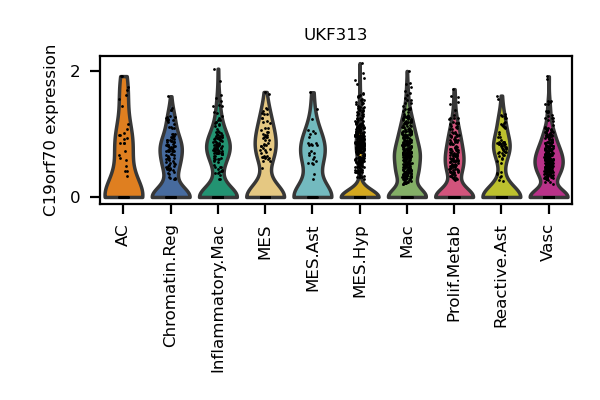 UKF313
C19orf70 expression
2
0
AC
Chromatin.Reg
Inflammatory.Mac
MES
MES.Ast
MES.Hyp
Mac
Prolif.Metab
Reactive.Ast
Vasc